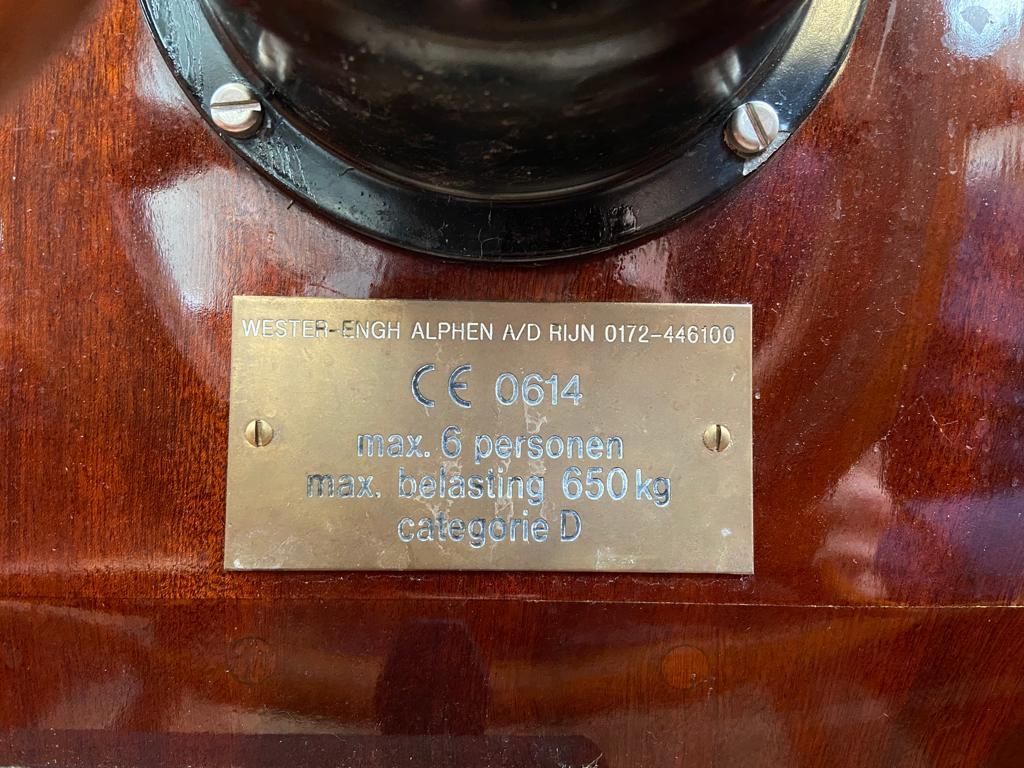 WESTER-ENGH ALPHEN A/D RIJN 0172-446100
CE 0614
max. 6 personen
max. belasting 650 kg
categorie D